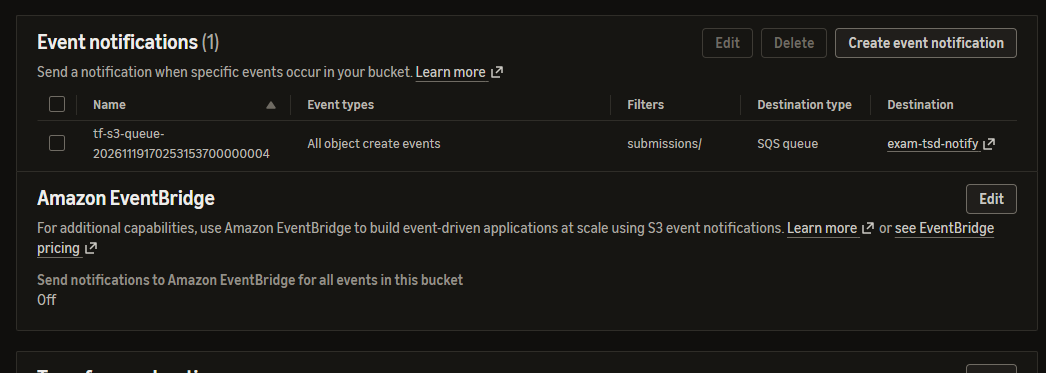 Event notifications (1)
Edit
Delete
Create event notification
Send a notification when specific events occur in your bucket. Learn more
Name
Event types
Filters
Destination type
Destination
tf-s3-queue-
20261119170253153700000004
All object create events
submissions/
SQS queue
exam-tsd-notify
Amazon EventBridge
Edit
For additional capabilities, use Amazon EventBridge to build event-driven applications at scale using S3 event notifications. Learn more or see EventBridge
pricing
Send notifications to Amazon EventBridge for all events in this bucket
Off